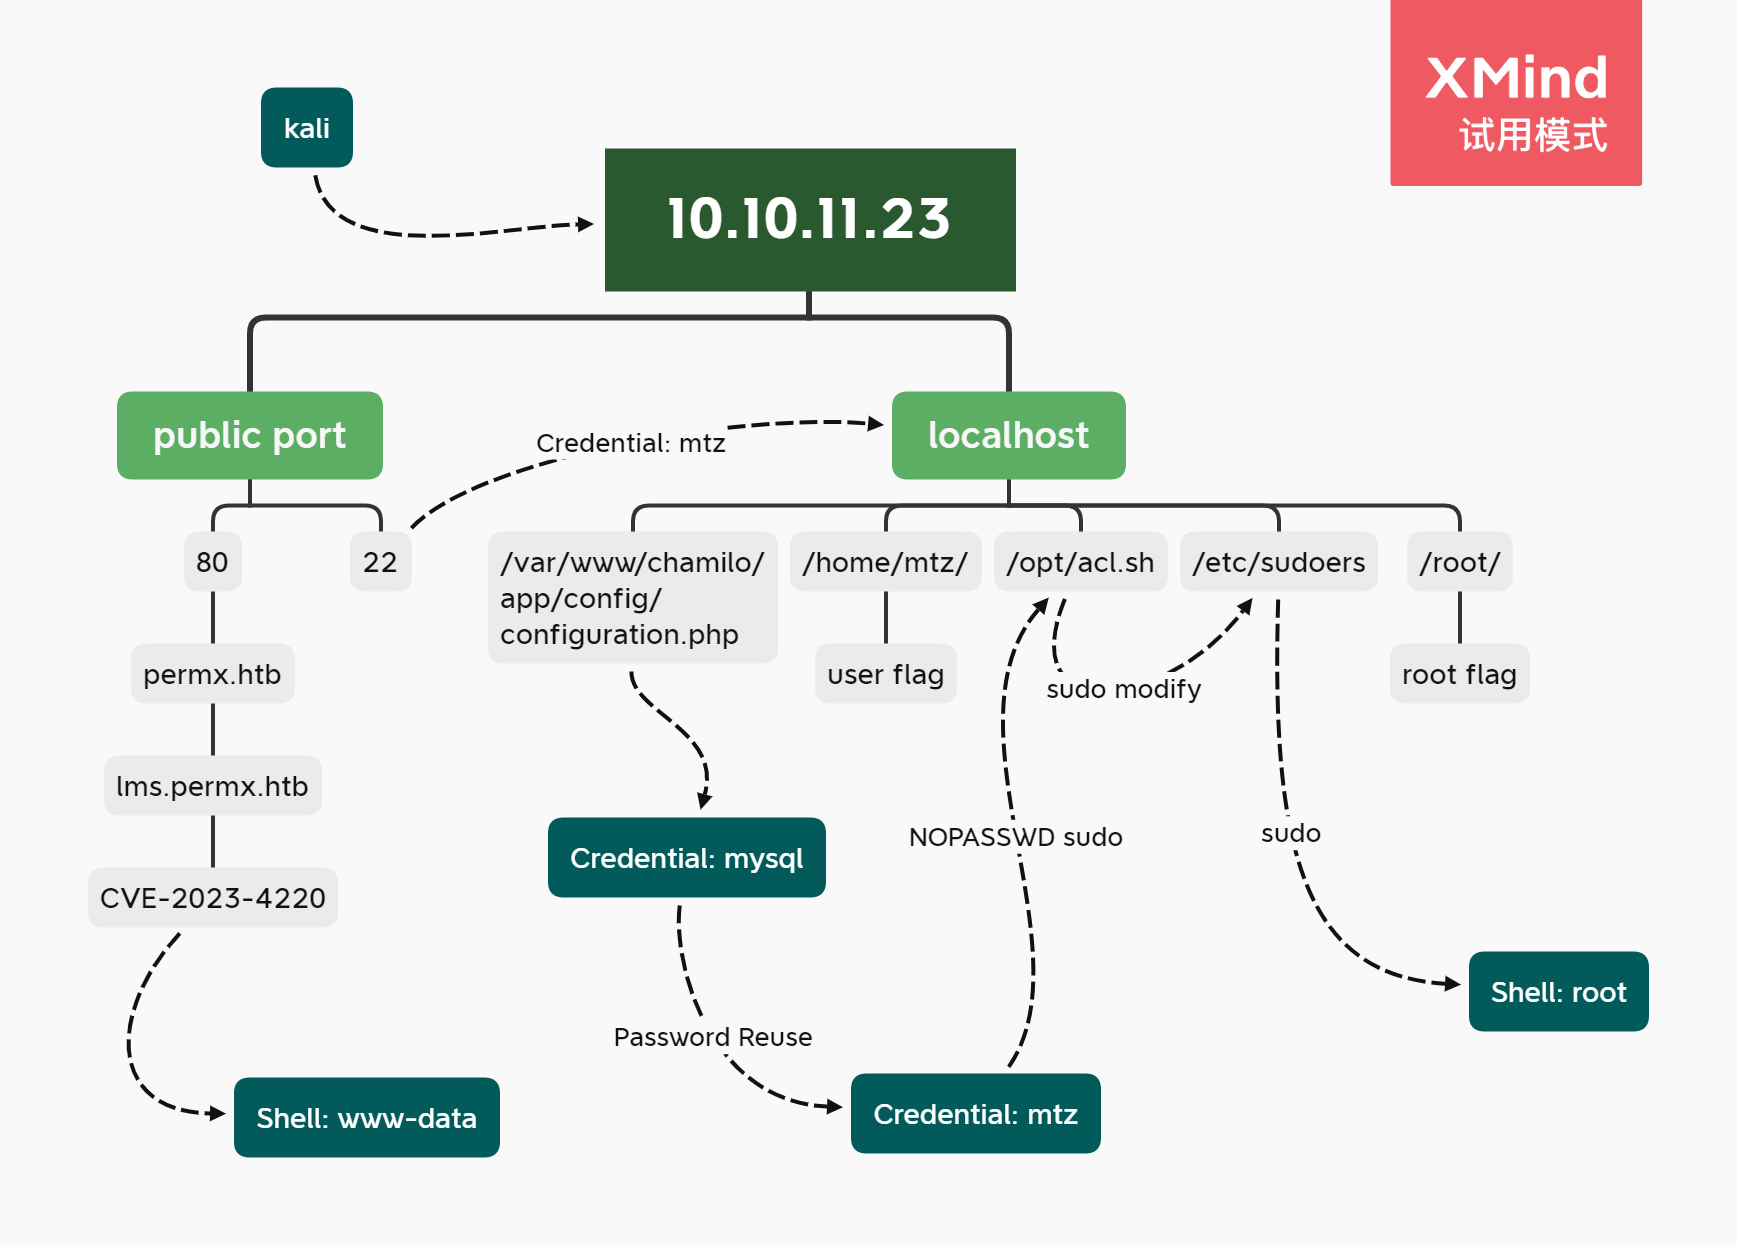 XMind
试用模式
kali
10.10.11.23
public port
localhost
Credential: mtz
80
22
/var/www/chamilo/
app/config/
configuration.php
/home/mtz/
/opt/acl.sh
/etc/sudoers
/root/
permx.htb
user flag
sudo modify
root flag
lms.permx.htb
Credential: mysql
NOPASSWD sudo
sudo
CVE-2023-4220
Shell: root
Password Reuse
Shell: www-data
Credential: mtz